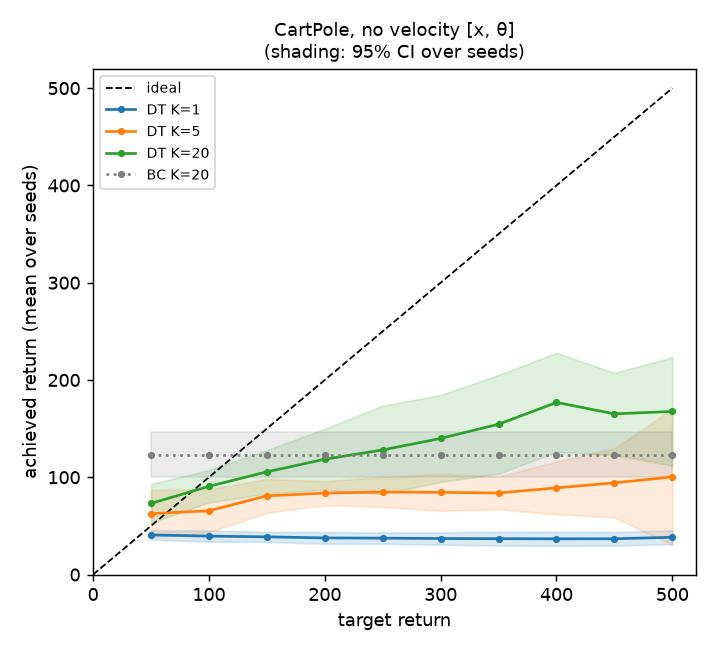 CartPole, no velocity [x, θ]
(shading: 95% CI over seeds)
500
400
300
200
100
0
achieved return (mean over seeds)
ideal
DT K=1
DT K=5
DT K=20
BC K=20
0
100
200
300
400
500
target return